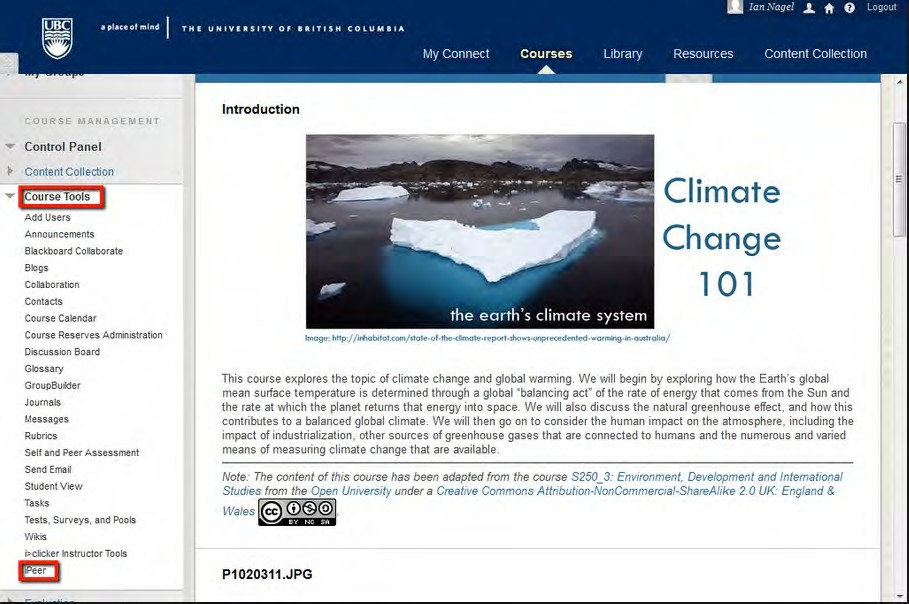 UBC
a place of mind
THE UNIVERSITY OF BRITISH COLUMBIA
Ian Nagel
Logout
My Connect
Courses
Library
Resources
Content Collection
My Groups
COURSE MANAGEMENT
Control Panel
Content Collection
Course Tools
Add Users
Announcements
Blackboard Collaborate
Blogs
Collaboration
Contacts
Course Calendar
Course Reserves Administration
Discussion Board
Glossary
GroupBuilder
Journals
Messages
Rubrics
Self and Peer Assessment
Send Email
Student View
Tasks
Tests, Surveys, and Pools
Wikis
i>clicker Instructor Tools
iPeer
Evaluation
Introduction
Climate
Change
101
the earth's climate system
Image: http://inhabitat.com/state-of-the-climate-report-shows-unprecedented-warming-in-australia/
This course explores the topic of climate change and global warming. We will begin by exploring how the Earth's global
mean surface temperature is determined through a global "balancing act" of the rate of energy that comes from the Sun and
the rate at which the planet returns that energy into space. We will also discuss the natural greenhouse effect, and how this
contributes to a balanced global climate. We will then go on to consider the human impact on the atmosphere, including the
impact of industrialization, other sources of greenhouse gases that are connected to humans and the numerous and varied
means of measuring climate change that are available.
Note: The content of this course has been adapted from the course S250_3: Environment, Development and International
Studies from the Open University under a Creative Commons Attribution-NonCommercial-ShareAlike 2.0 UK: England &
Wales
cc
BY NC SA
.
P1020311.JPG